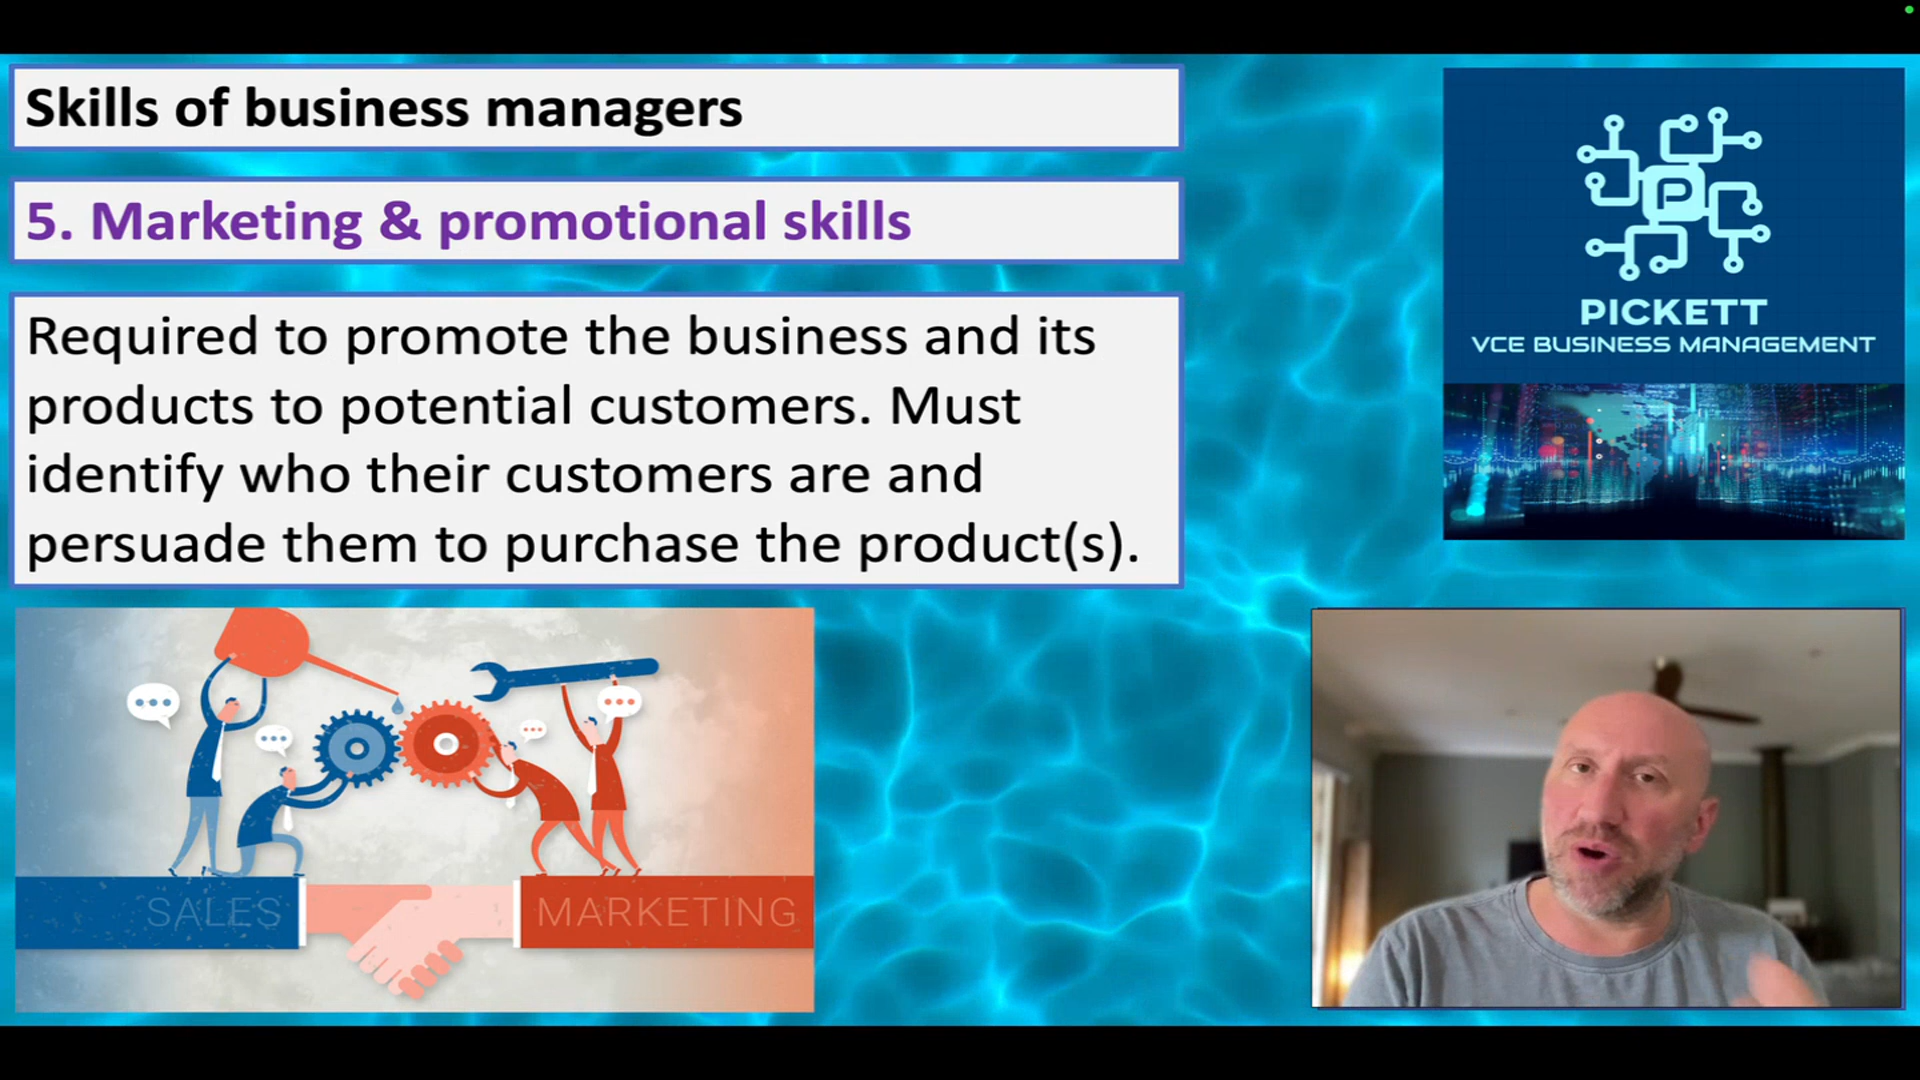 Skills of business managers
5. Marketing & promotional skills
Required to promote the business and its
products to potential customers. Must
identify who their customers are and
persuade them to purchase the product(s).
PICKETT
VCE BUSINESS MANAGEMENT
SALES
MARKETING